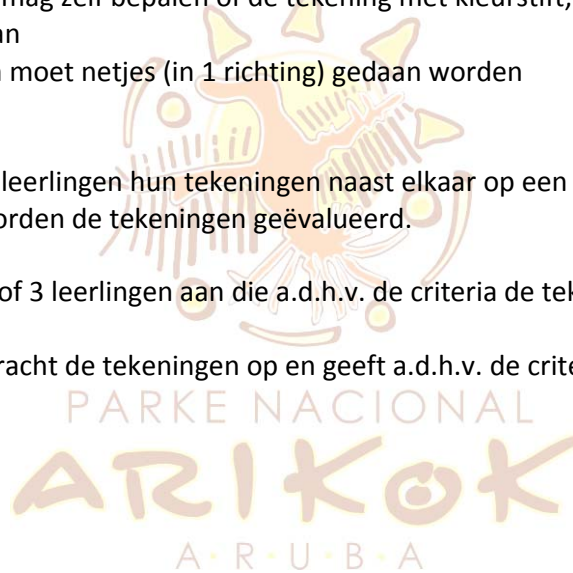 mag zelf bepalen of de tekening met kleurstift,
an
moet netjes (in 1 richting) gedaan worden
leerlingen hun tekeningen naast elkaar op een
orden de tekeningen geëvalueerd.
of 3 leerlingen aan die a.d.h.v. de criteria de tek
racht de tekeningen op en geeft a.d.h.v. de crite
PARKE NACIONAL
ARIKOK
A·R·U·B·A